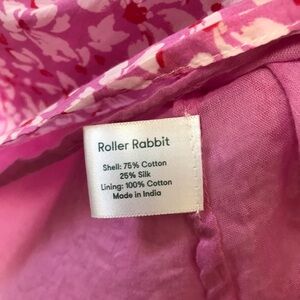 Roller Rabbit
Shell: 75% Cotton
25% Silk
Lining: 100% Cotton
Made in India